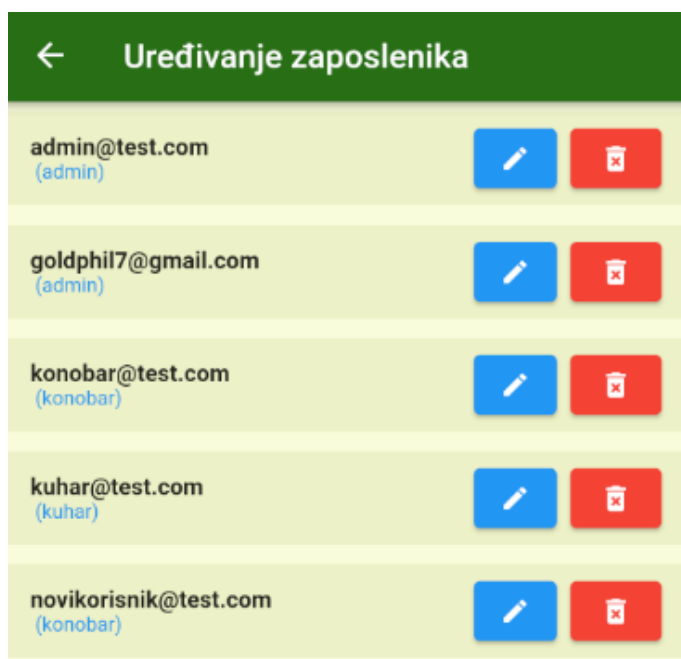 Uređivanje zaposlenika
admin@test.com
(admin)
goldphil7@gmail.com
(admin)
konobar@test.com
(konobar)
kuhar@test.com
(kuhar)
novikorisnik@test.com
(konobar)